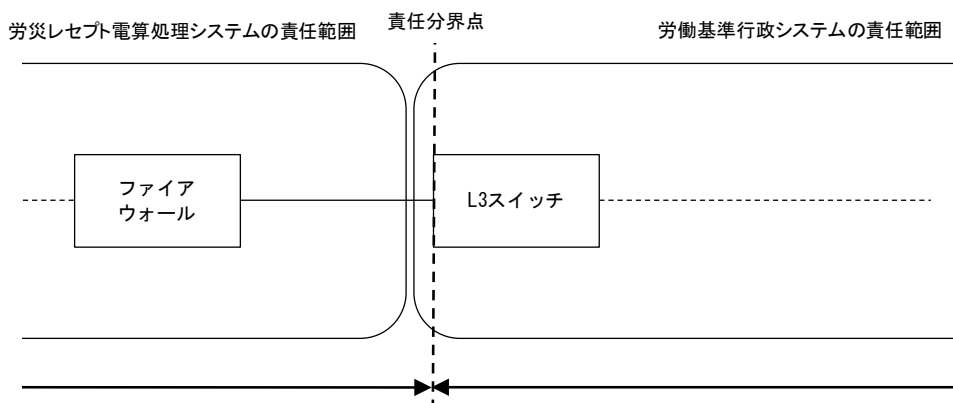 労災レセプト電算処理システムの責任範囲
責任分界点
労働基準行政システムの責任範囲
ファイア
ウォール
L3スイッチ